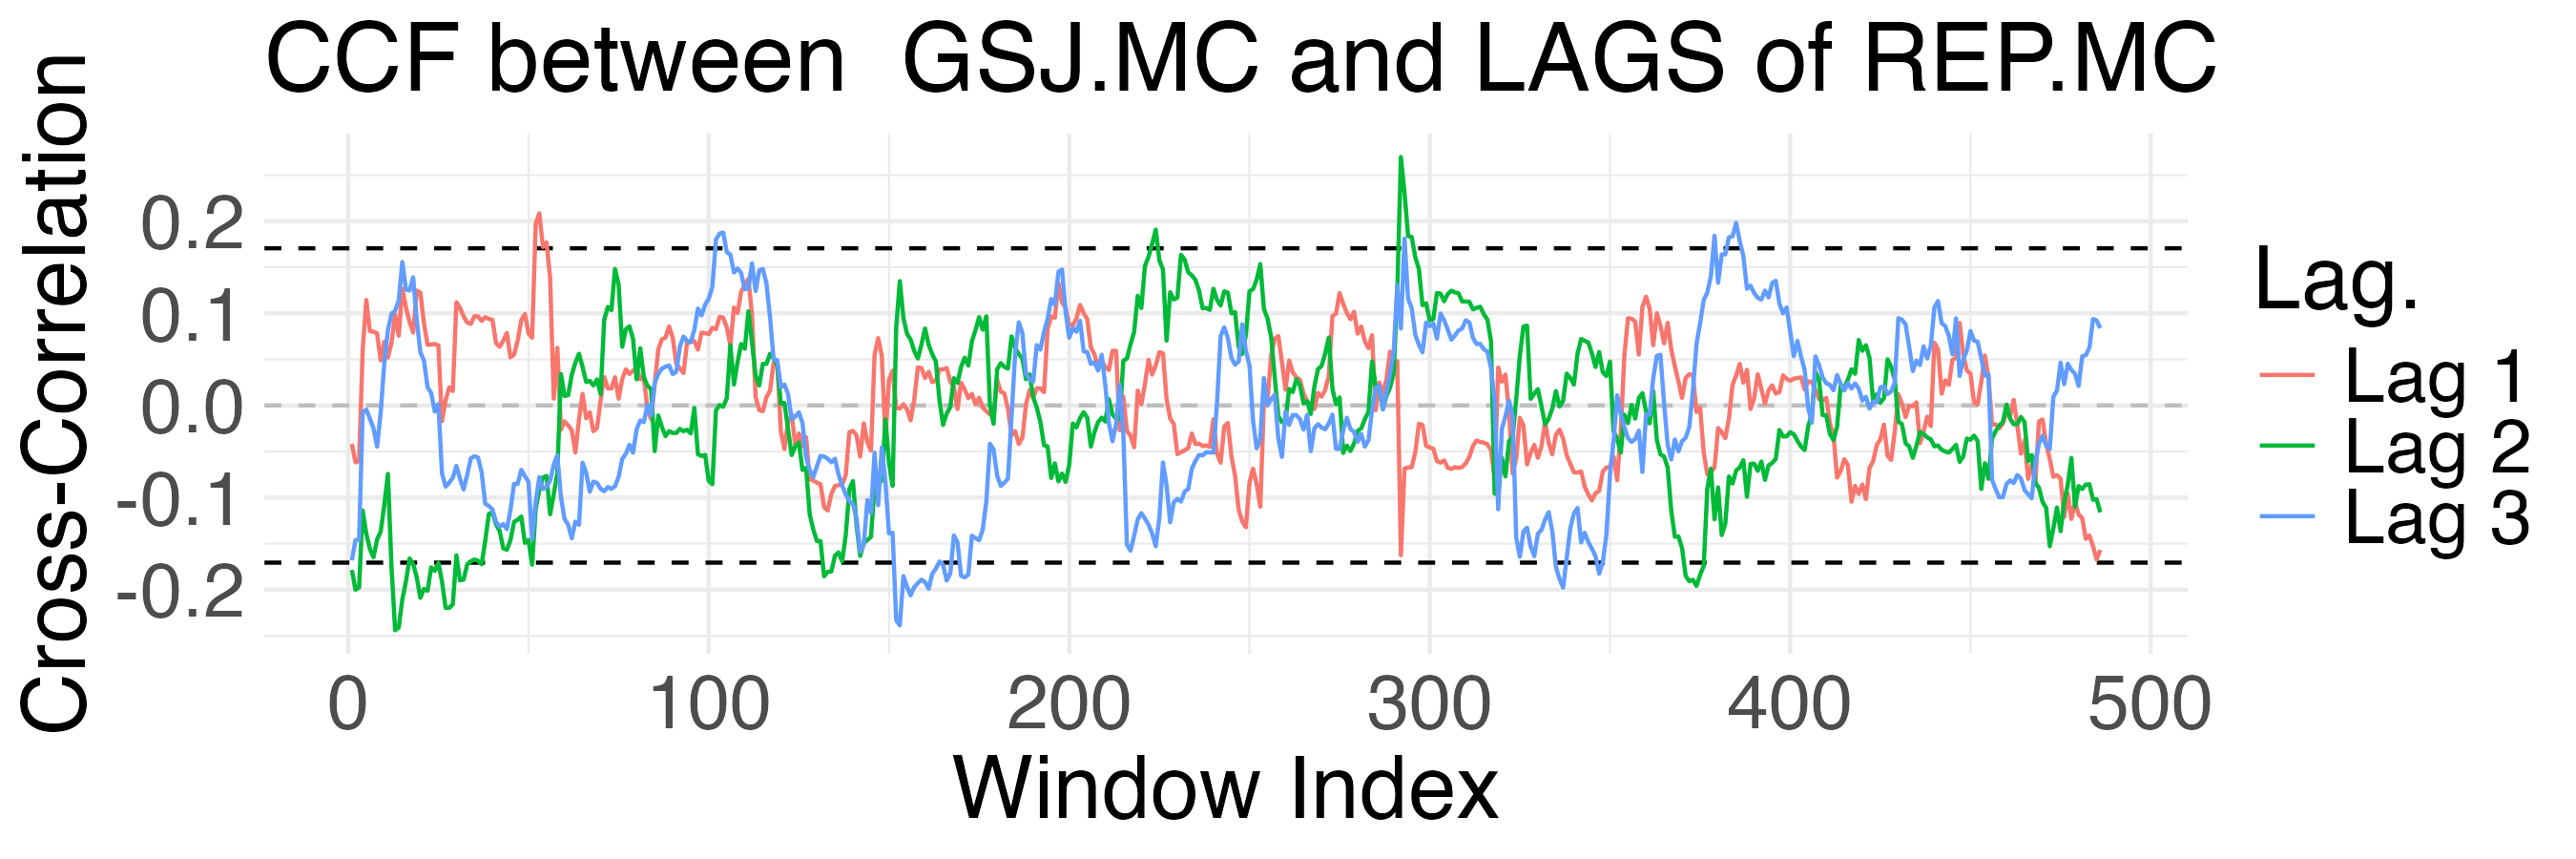 CCF between  GSJ.MC and LAGS of REP.MC
Cross-Correlation
0.2
0.1
0.0
-0.1
-0.2
0 100 200 300 400 500
Window Index
Lag.
Lag 1
Lag 2
Lag 3